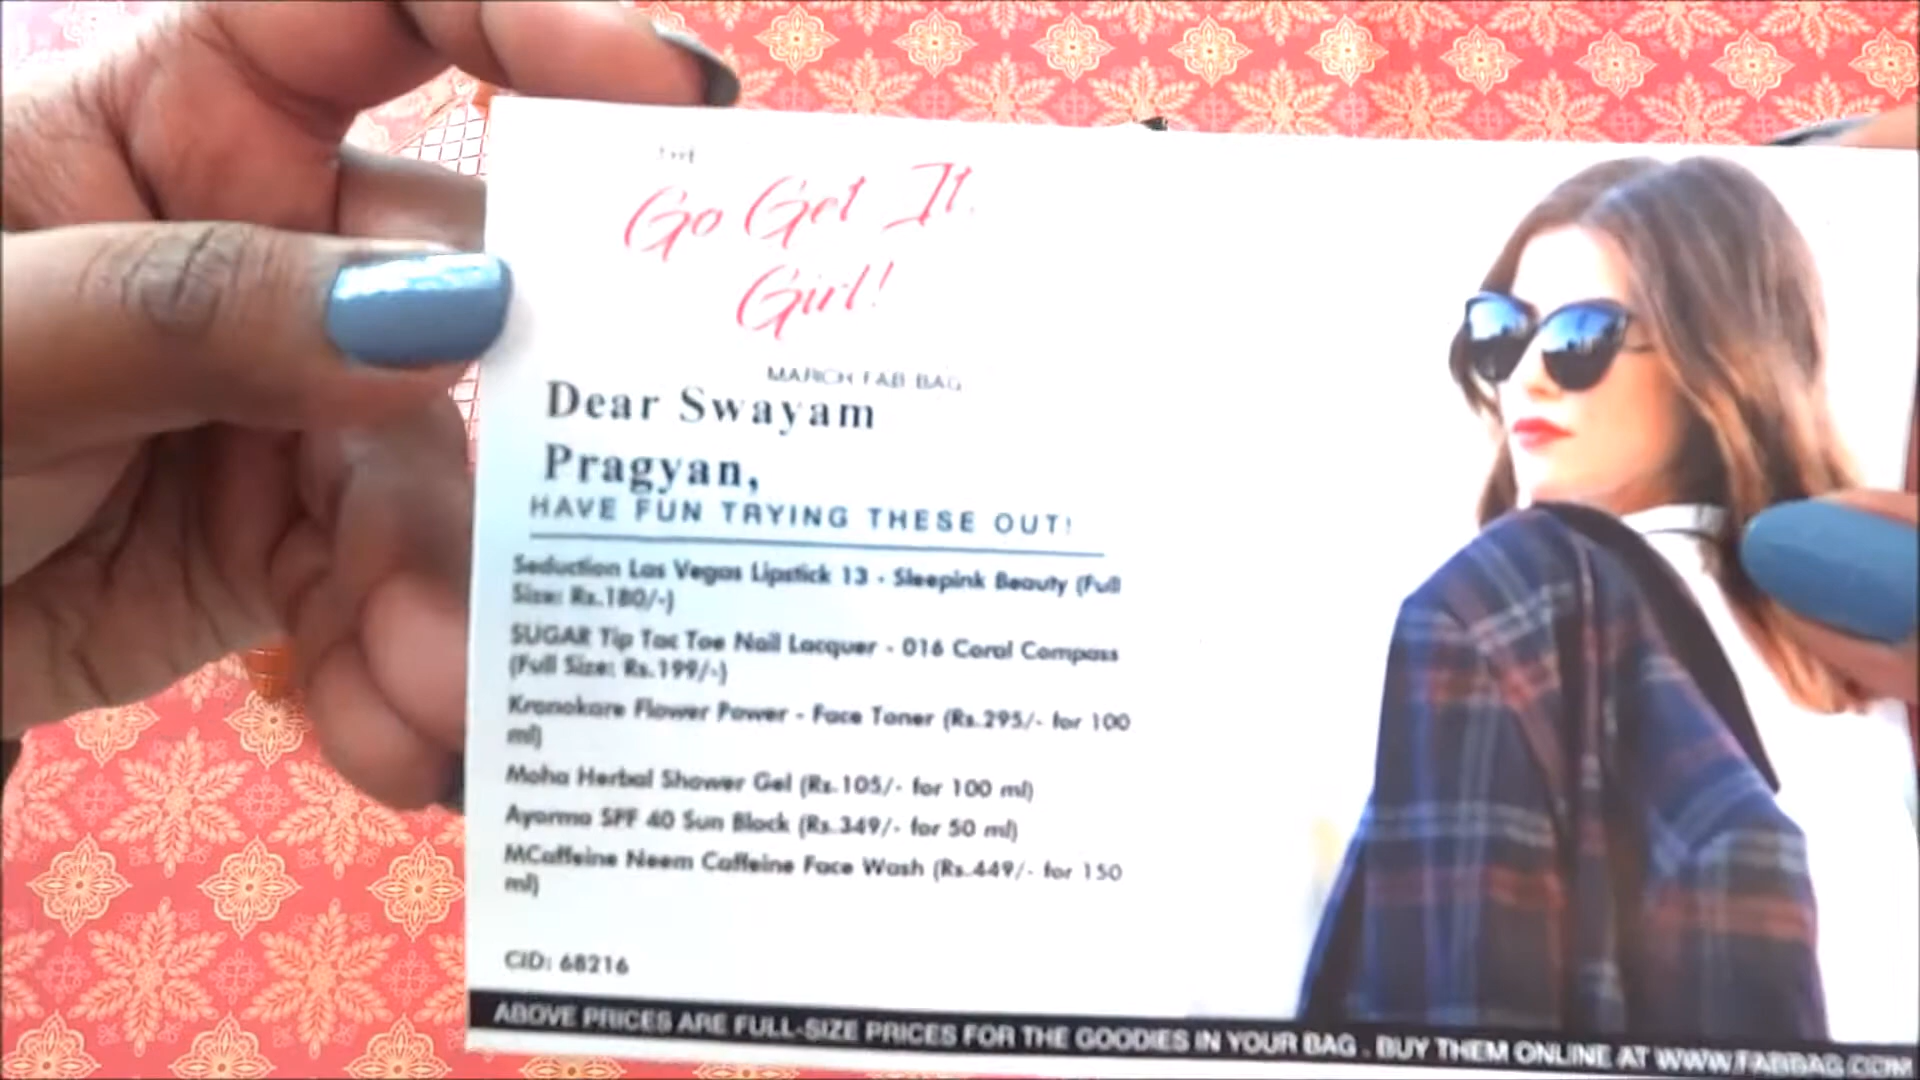 THE
Go Get It,
Girl!
MARCH FAB BAG
Dear Swayam
Pragyan,
HAVE FUN TRYING THESE OUT!
Seduction Las Vegas Lipstick 13 - Sleepink Beauty (Full
Size: Rs.180/-)
SUGAR Tip Tac Toe Nail Lacquer - 016 Coral Compass
(Full Size: Rs.199/-)
Kronokare Flower Power - Face Toner (Rs.295/- for 100
ml)
Moha Herbal Shower Gel (Rs.105/- for 100 ml)
Ayorma SPF 40 Sun Block (Rs.349/- for 50 ml)
MCaffeine Neem Caffeine Face Wash (Rs.449/- for 150
ml)
CID: 68216
ABOVE PRICES ARE FULL-SIZE PRICES FOR THE GOODIES IN YOUR BAG . BUY THEM ONLINE AT WWW.FABBAG.COM